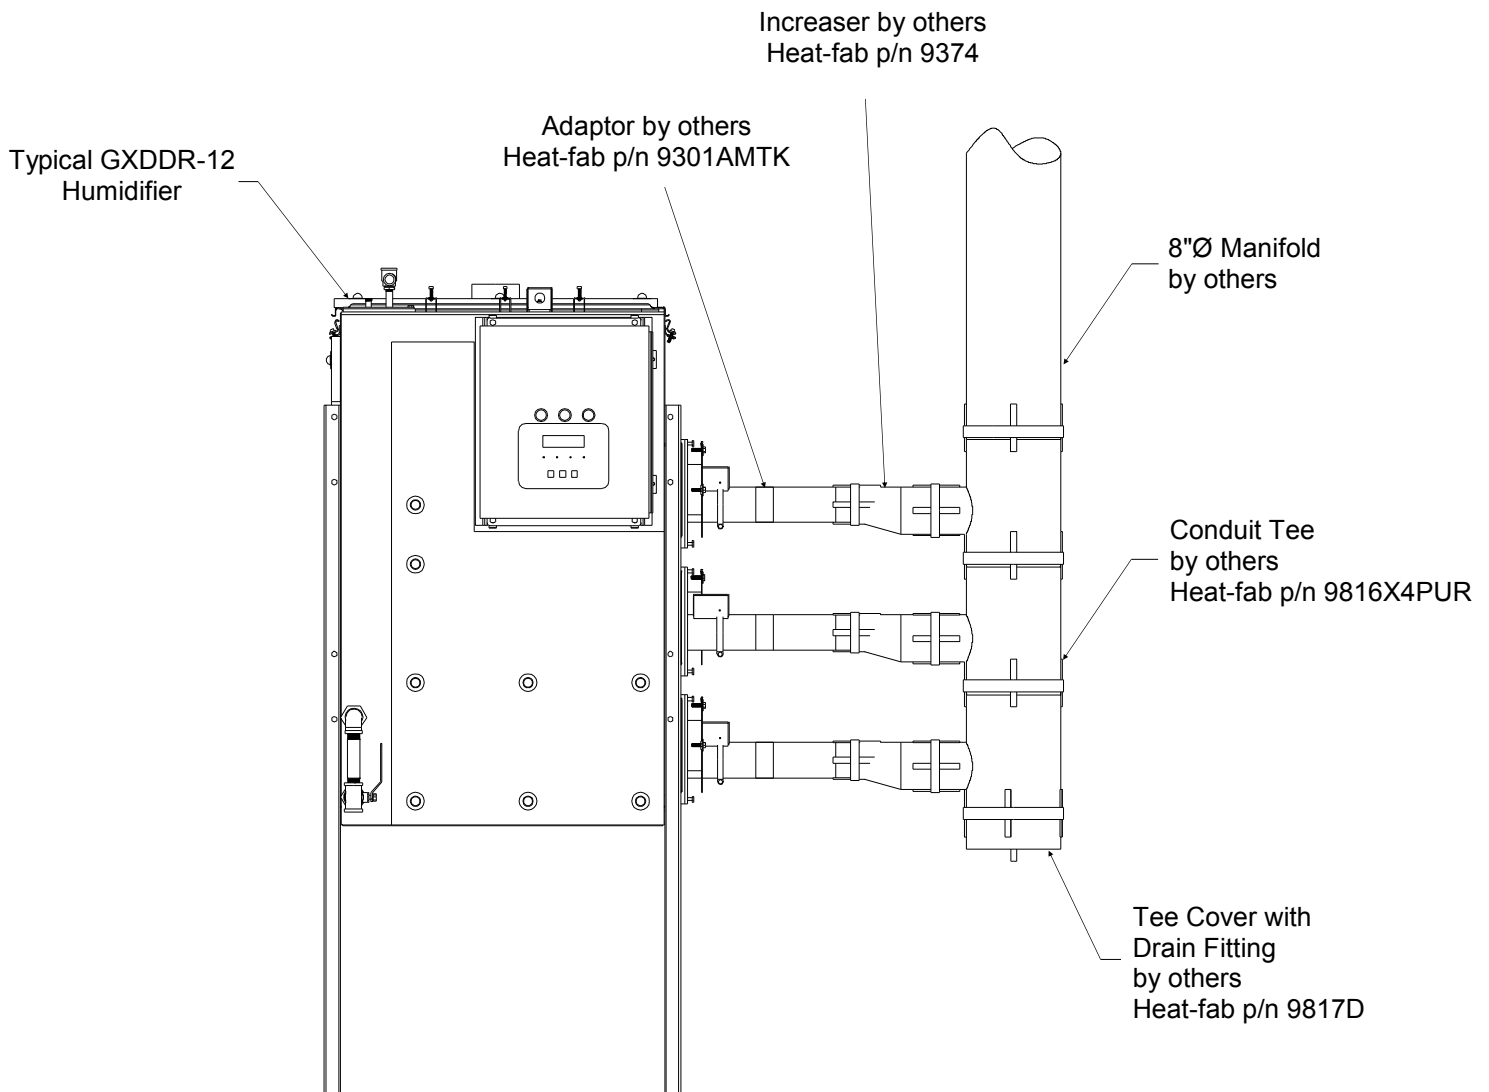 Increaser by others
Heat-fab p/n 9374
Adaptor by others
Heat-fab p/n 9301AMTK
Typical GXDDR-12
Humidifier
8"Ø Manifold
by others
Conduit Tee
by others
Heat-fab p/n 9816X4PUR
Tee Cover with
Drain Fitting
by others
Heat-fab p/n 9817D